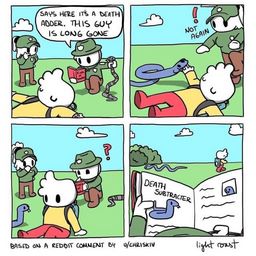 SAYS HERE IT'S A DEATH
ADDER. THIS GUY
IS LONG GONE
!
NOT
AGAIN
?
DEATH
SUBTRACTER
BASED ON A REDDIT COMMENT BY U/CHRISKIV
light roast